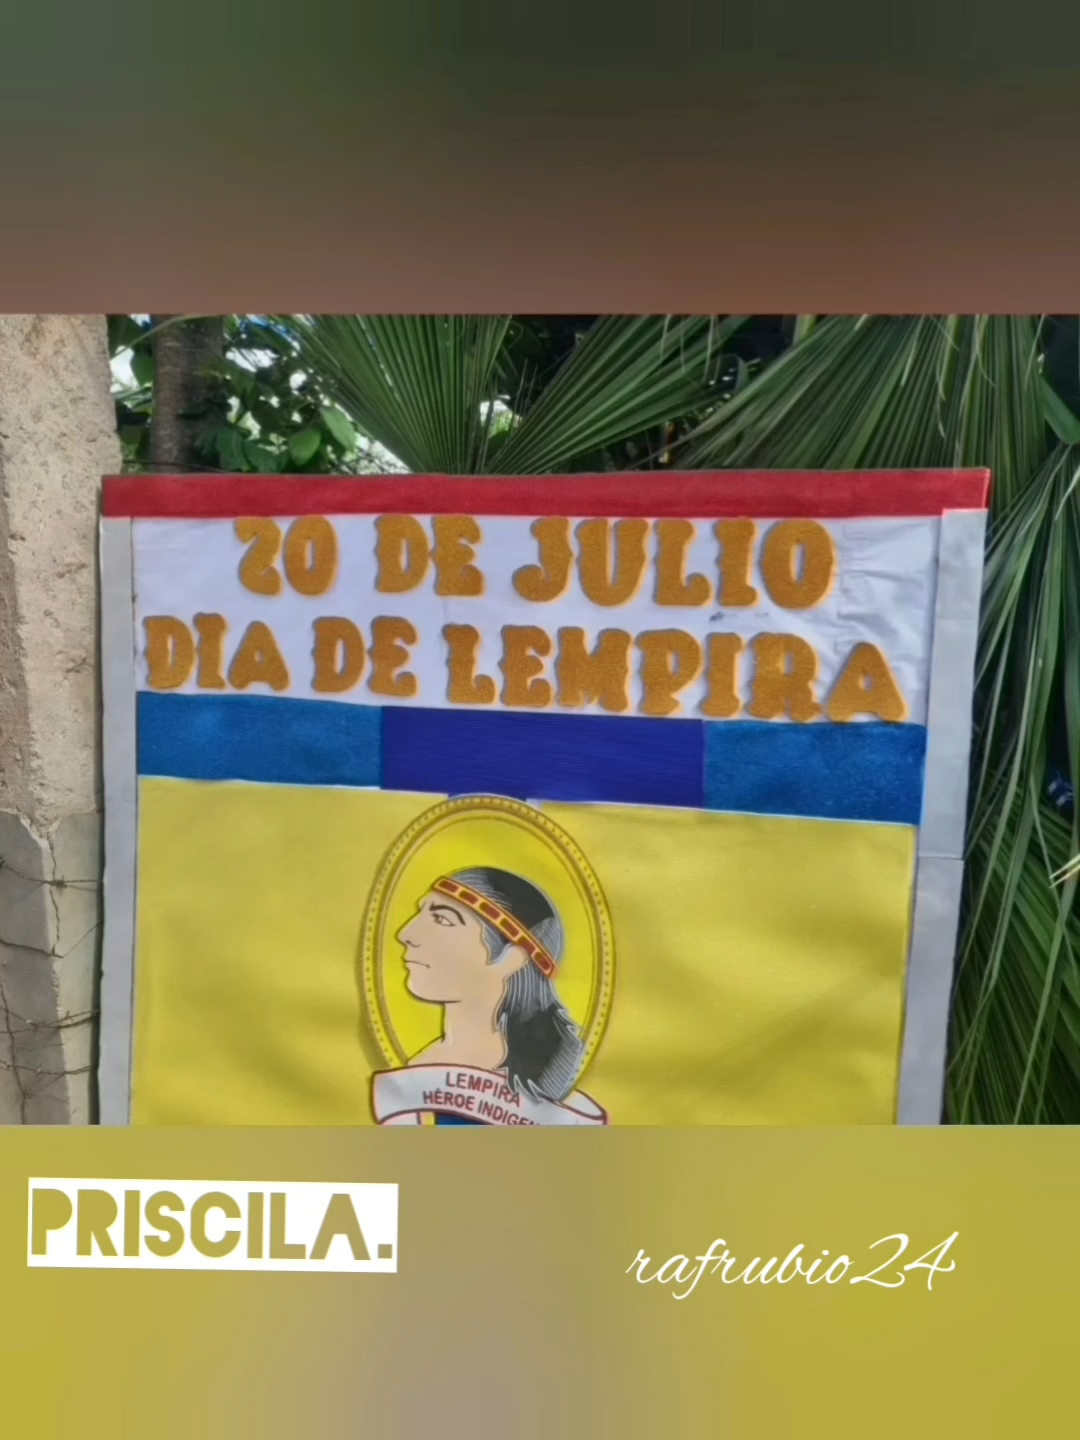 20 DE JULIO
DIA DE LEMPIRA
LEMPIRA
HÉROE INDIGEN
PRISCILA.
rafrubio24